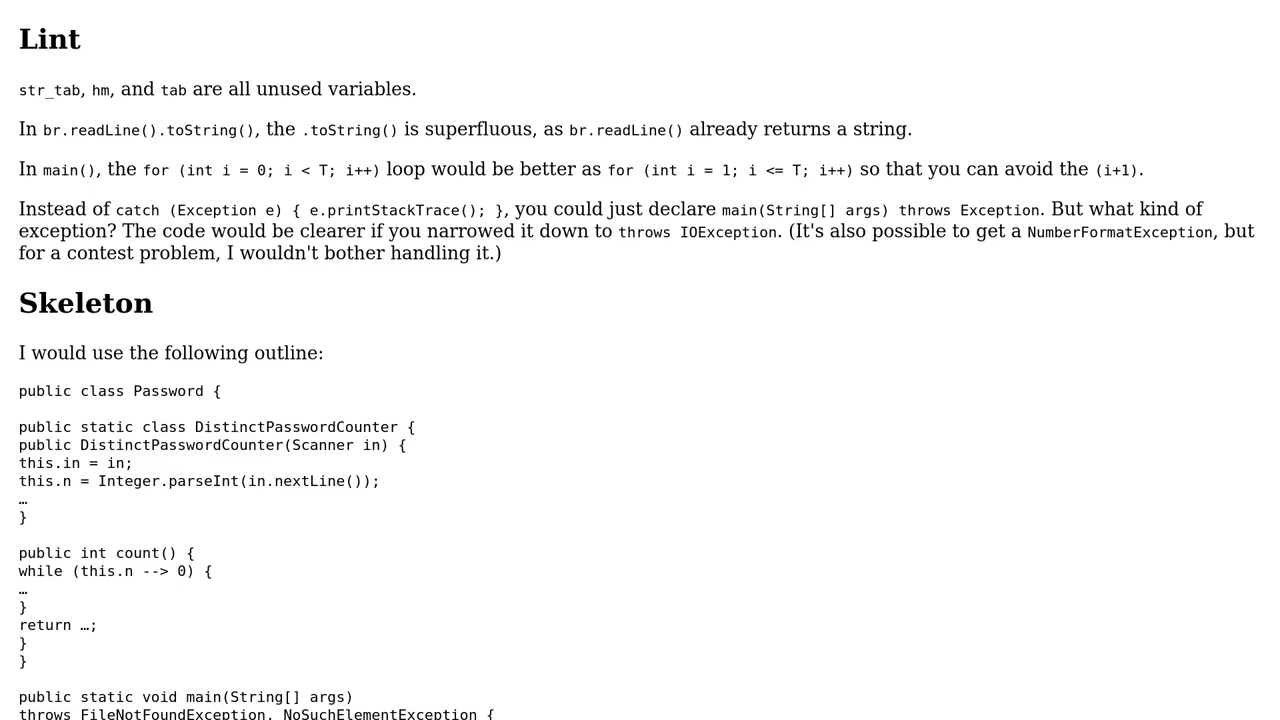 Lint
str_tab, hm, and tab are all unused variables.
In br.readLine().toString(), the .toString() is superfluous, as br.readLine() already returns a string.
In main(), the for (int i = 0; i < T; i++) loop would be better as for (int i = 1; i <= T; i++) so that you can avoid the (i+1).
Instead of catch (Exception e) { e.printStackTrace(); }, you could just declare main(String[] args) throws Exception. But what kind of
exception? The code would be clearer if you narrowed it down to throws IOException. (It's also possible to get a NumberFormatException, but
for a contest problem, I wouldn't bother handling it.)
Skeleton
I would use the following outline:
public class Password {
public static class DistinctPasswordCounter {
public DistinctPasswordCounter(Scanner in) {
this.in = in;
this.n = Integer.parseInt(in.nextLine());
…
}
public int count() {
while (this.n --> 0) {
…
}
return …;
}
}
public static void main(String[] args)
throws FileNotFoundException, NoSuchElementException {